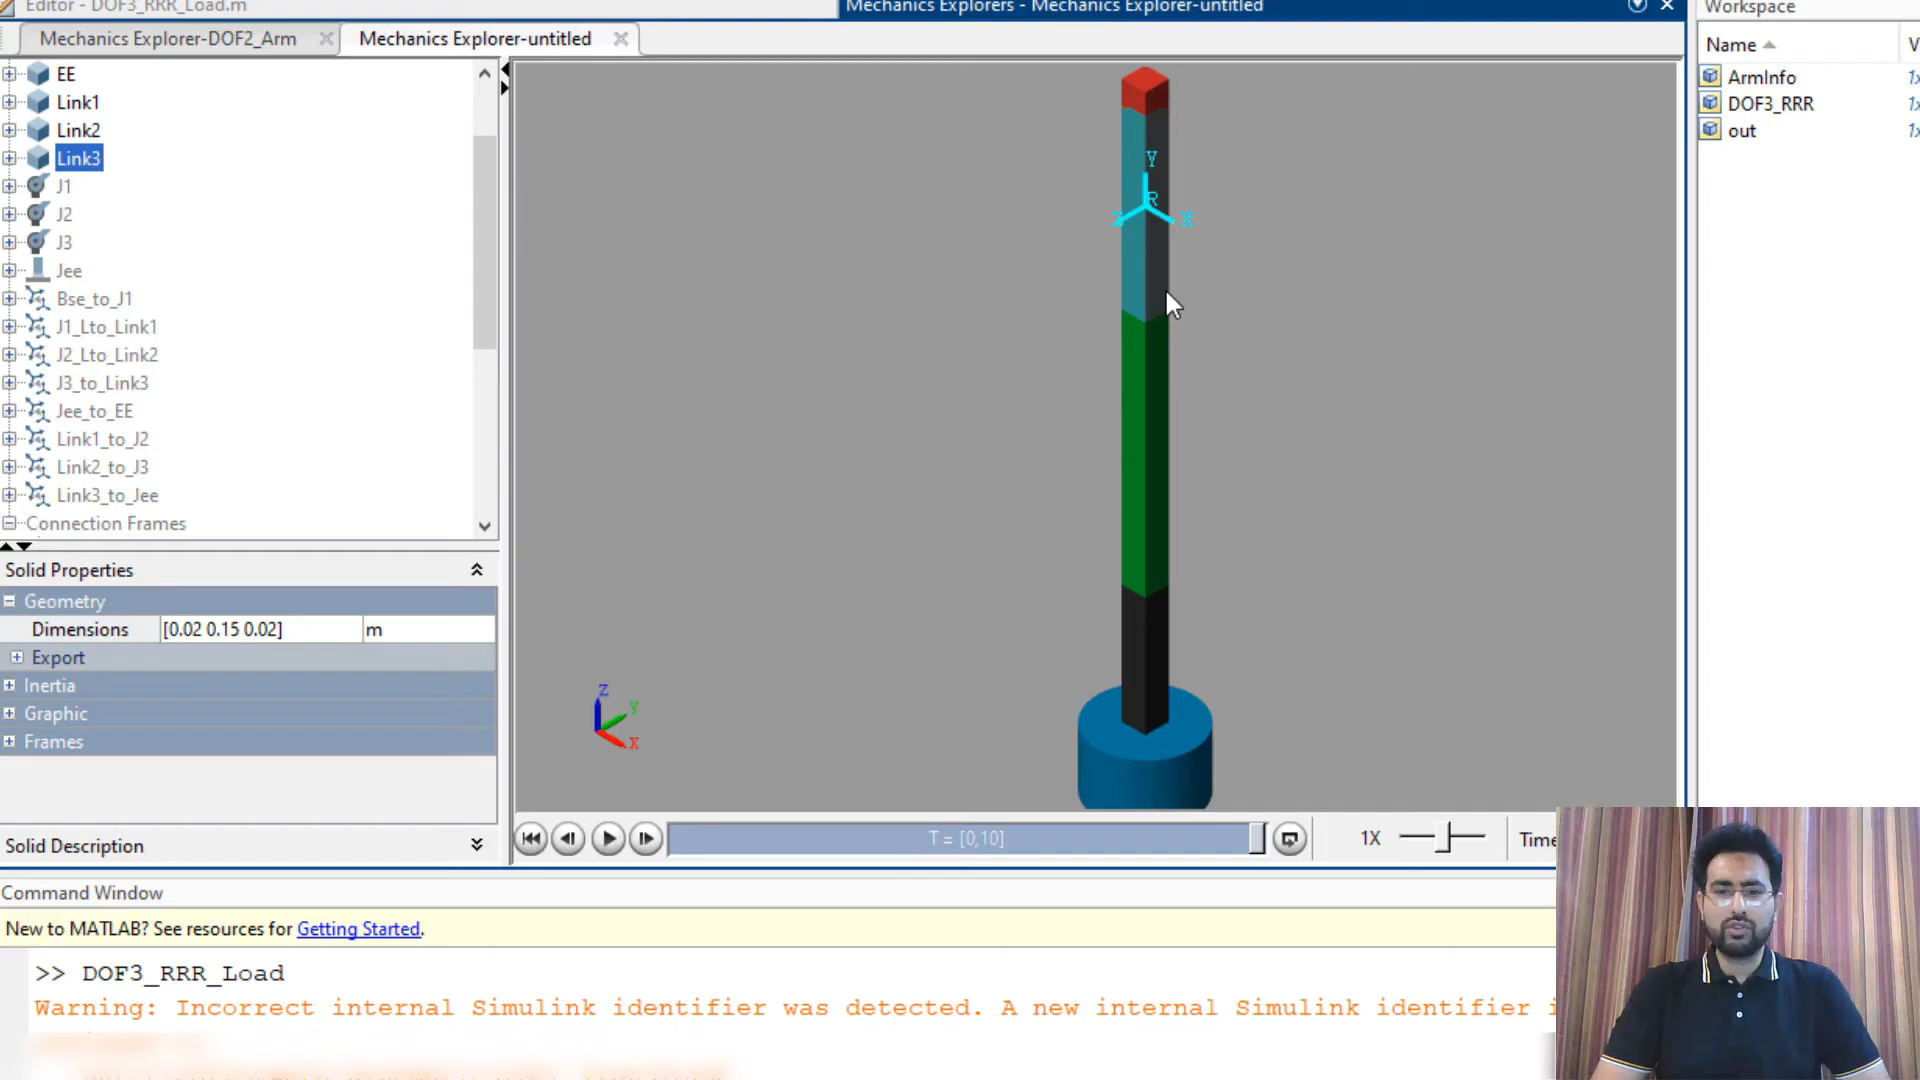 Editor - DOF3_RRR_Load.m
Mechanics Explorers - Mechanics Explorer-untitled
Workspace
Mechanics Explorer-DOF2_Arm
Mechanics Explorer-untitled
Name
V
EE
Link1
Link2
Link3
J1
J2
J3
Jee
Bse_to_J1
J1_Lto_Link1
J2_Lto_Link2
J3_to_Link3
Jee_to_EE
Link1_to_J2
Link2_to_J3
Link3_to_Jee
Connection Frames
ArmInfo
1x
DOF3_RRR
1x
out
1x
Y
R
Z
X
Solid Properties
Geometry
Dimensions
[0.02 0.15 0.02]
m
Export
Inertia
Graphic
Frames
Solid Description
Z
Y
X
T = [0,10]
1X
Time
Command Window
New to MATLAB? See resources for Getting Started.
>> DOF3_RRR_Load
Warning: Incorrect internal Simulink identifier was detected. A new internal Simulink identifier i